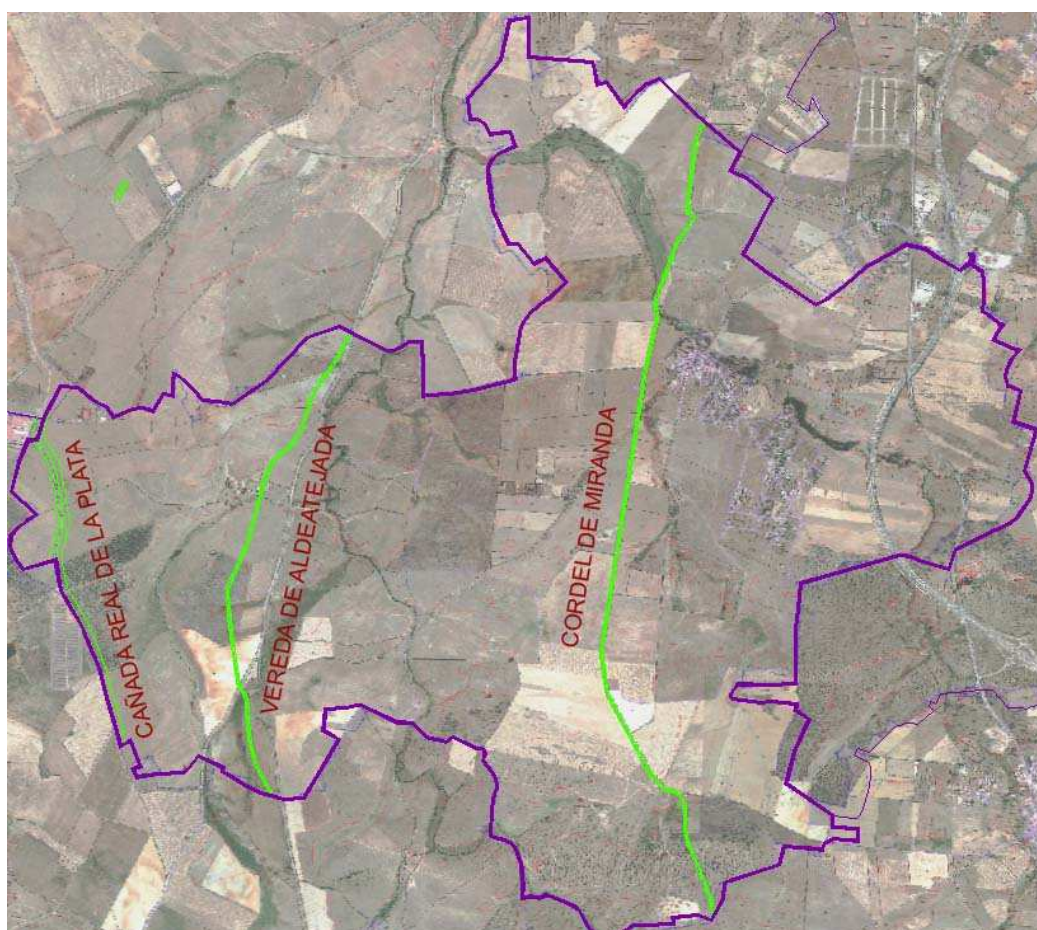 CAÑADA REAL DE LA PLATA
VEREDA DE ALDEATEJADA
CORDEL DE MIRANDA